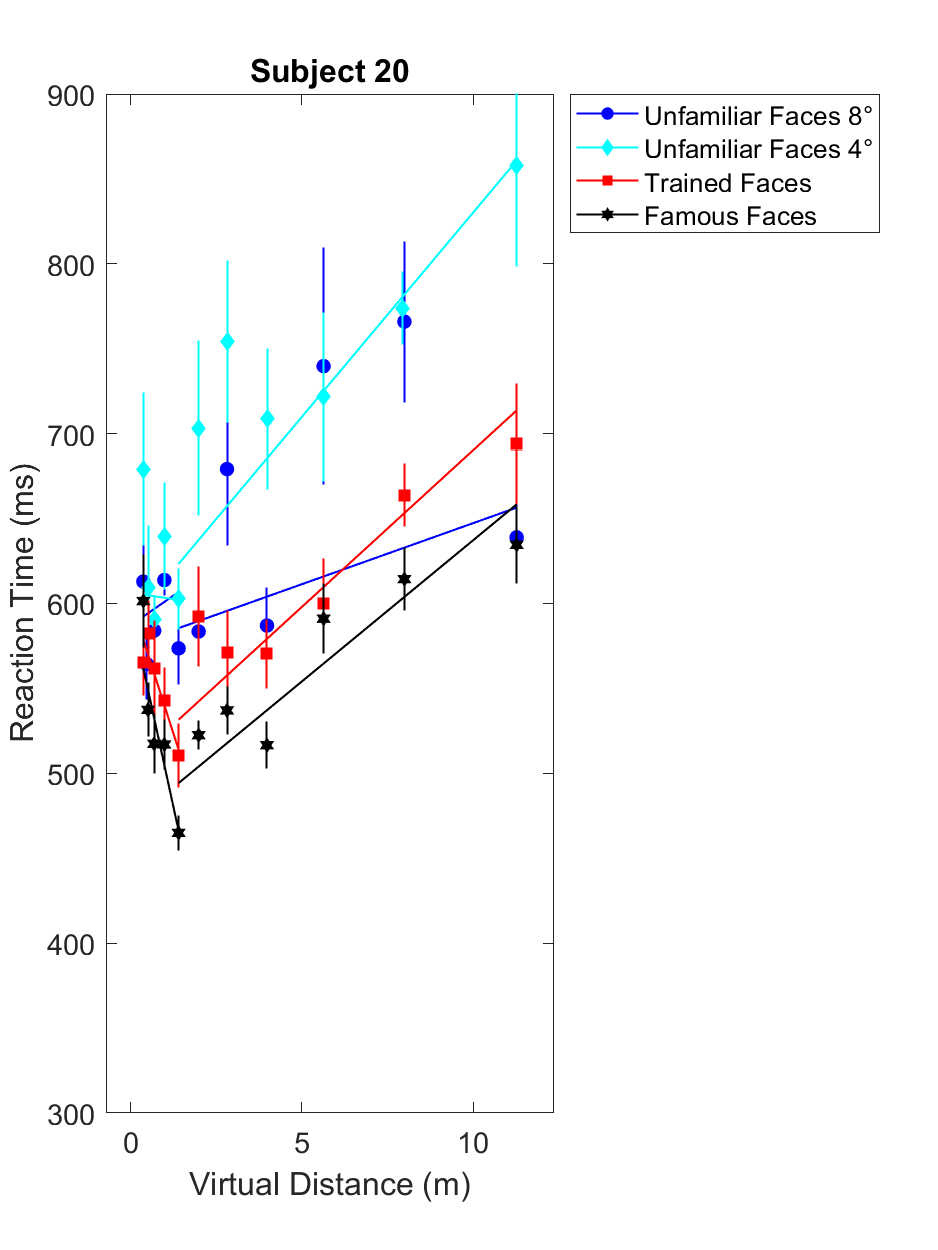 Subject 20
900
800
700
600
500
400
300
Reaction Time (ms)
0 5 10
Virtual Distance (m)
Unfamiliar Faces 8°
Unfamiliar Faces 4°
Trained Faces
Famous Faces